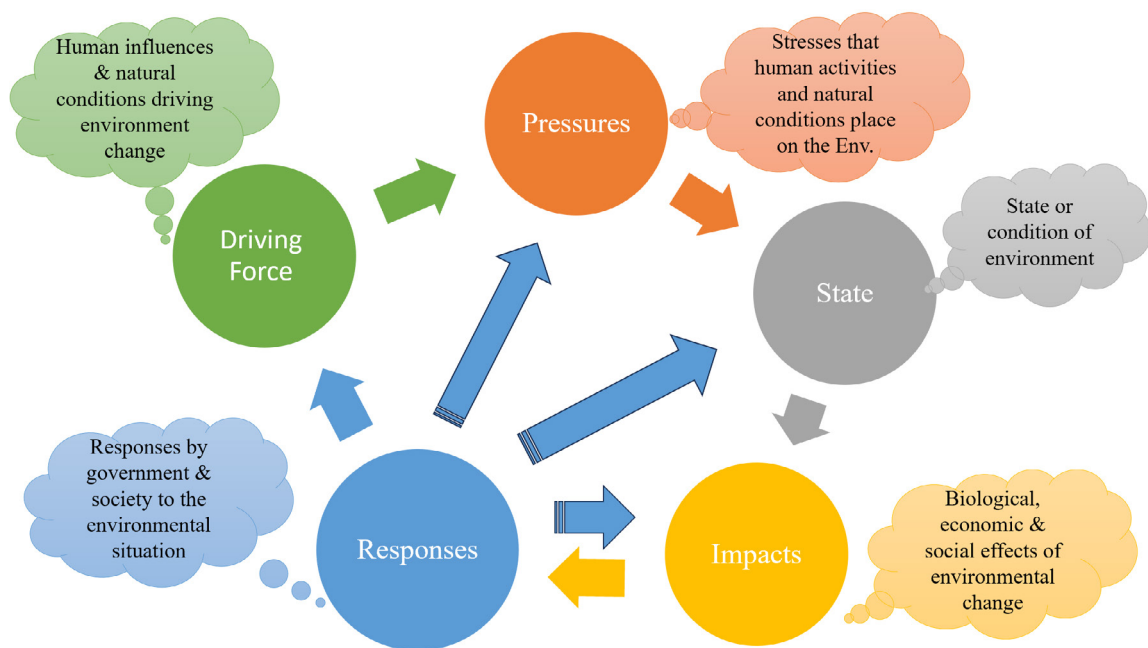 Human influences
& natural
conditions driving
environment
change
Pressures
Stresses that
human activities
and natural
conditions place
on the Env.
Driving
Force
State
State or
condition of
environment
Responses by
government &
society to the
environmental
situation
Responses
Impacts
Biological,
economic &
social effects of
environmental
change